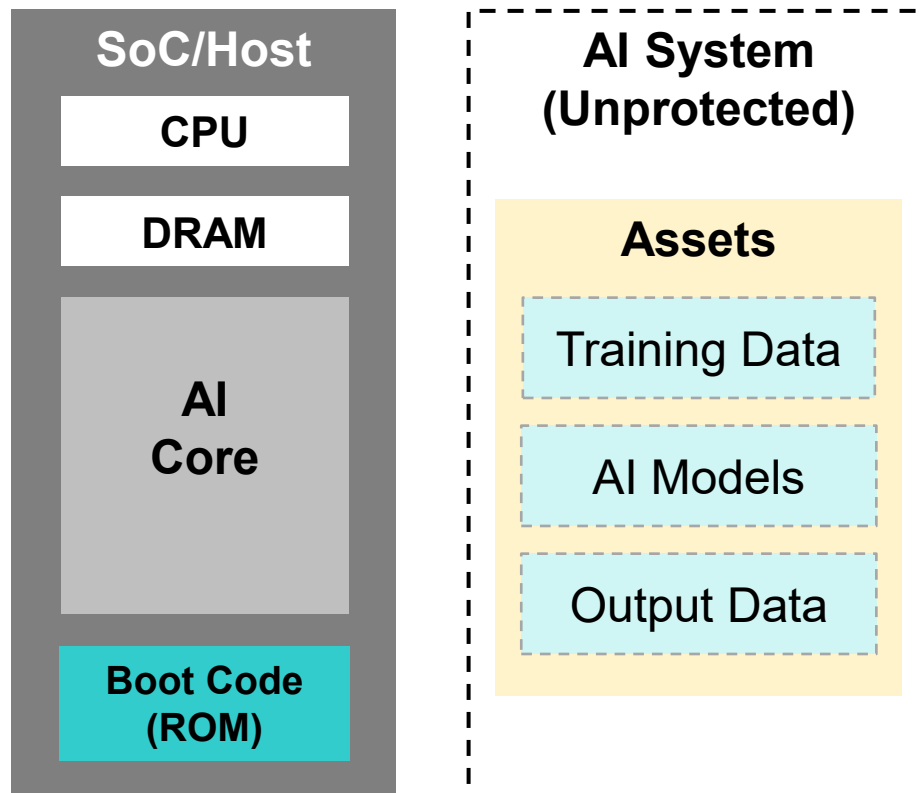 SoC/Host
CPU
DRAM
AI
Core
Boot Code
(ROM)
AI System
(Unprotected)
Assets
Training Data
AI Models
Output Data